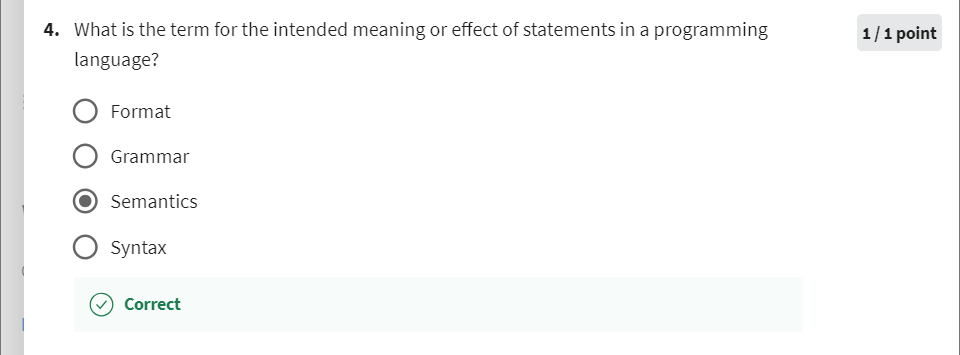 4. What is the term for the intended meaning or effect of statements in a programming
language?
1 / 1 point
Format
Grammar
Semantics
Syntax
Correct